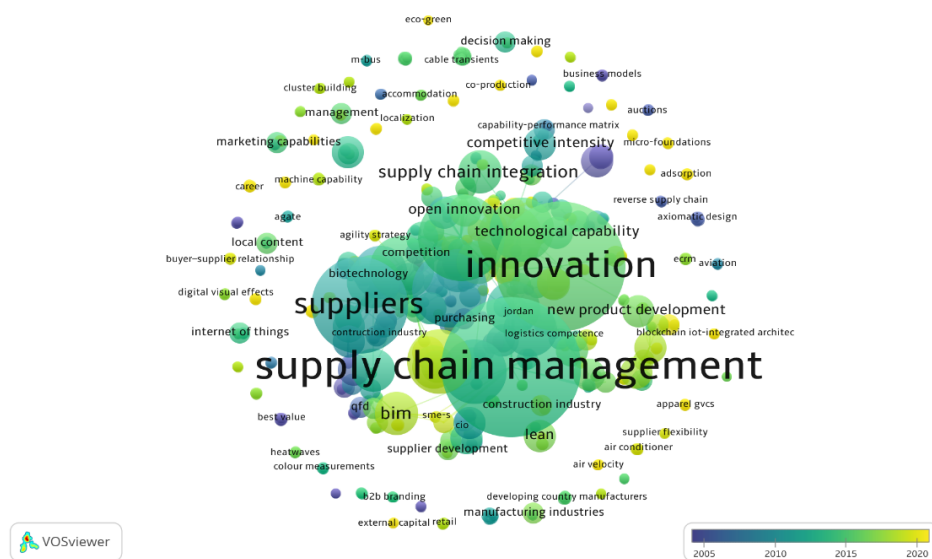 eco-green
decision making
m-bus
cable transients
business models
cluster building
co-production
accommodation
management
localization
auctions
capability-performance matrix
marketing capabilities
competitive intensity
micro-foundations
supply chain integration
machine capability
adsorption
career
reverse supply chain
open innovation
agate
axiomatic design
technological capability
agility strategy
local content
competition
buyer–supplier relationship
innovation
ecrm
aviation
biotechnology
digital visual effects
suppliers
new product development
jordan
purchasing
internet of things
contruction industry
logistics competence
blockchain iot-integrated architec
supply chain management
qfd
construction industry
apparel gvcs
bim
sme-s
best value
cio
lean
supplier flexibility
supplier development
air conditioner
heatwaves
colour measurements
air velocity
b2b branding
developing country manufacturers
manufacturing industries
external capital
retail
VOSviewer
2005
2010
2015
2020